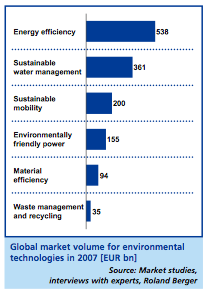 Energy efficiency
538
Sustainable
water management
361
Sustainable
mobility
200
Environmentally
friendly power
155
Material
efficiency
94
Waste management
and recycling
35
Global market volume for environmental
technologies in 2007 [EUR bn]
Source: Market studies,
interviews with experts, Roland Berger